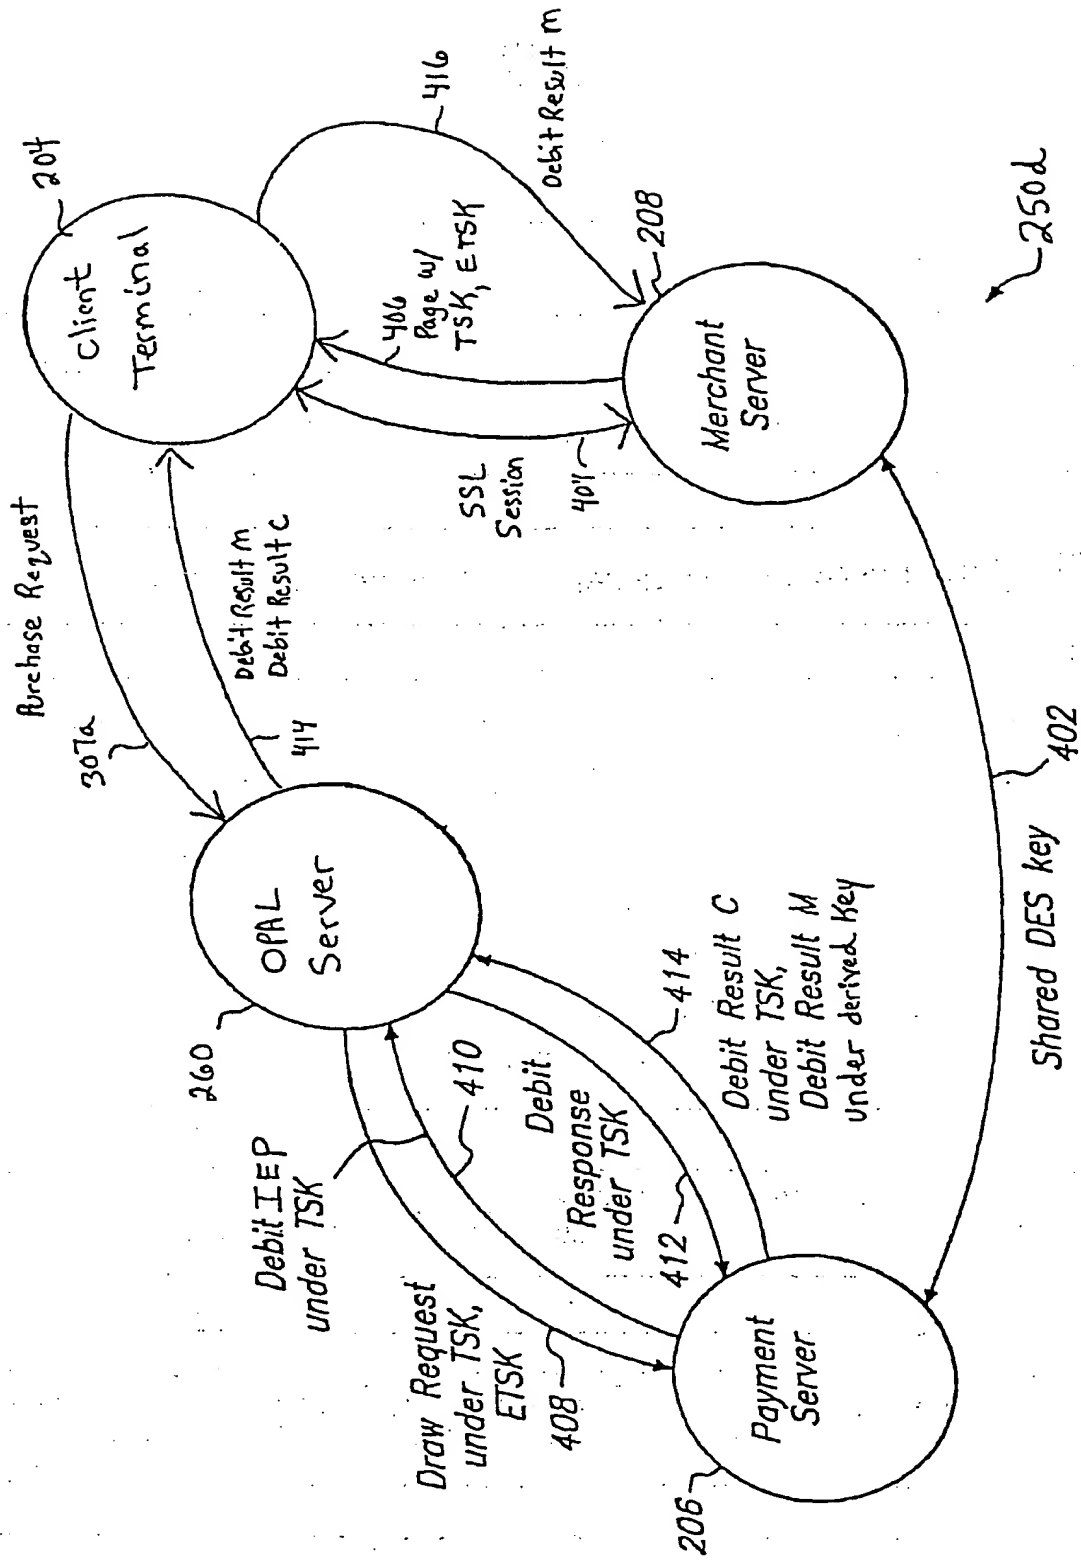 Purchase Request
307a
Client
Terminal
204
416
Debit Result m
406
Page w/
TSK, ETSK
SSL
Session
404
Debit Result m
Debit Result C
414
Merchant
Server
208
250d
OPAL
Server
260
Debit IEP
under TSK
410
Draw Request
under TSK,
ETSK
408
Debit
Response
under TSK
412
414
Debit Result C
under TSK,
Debit Result M
under derived Key
Payment
Server
206
Shared DES key
402